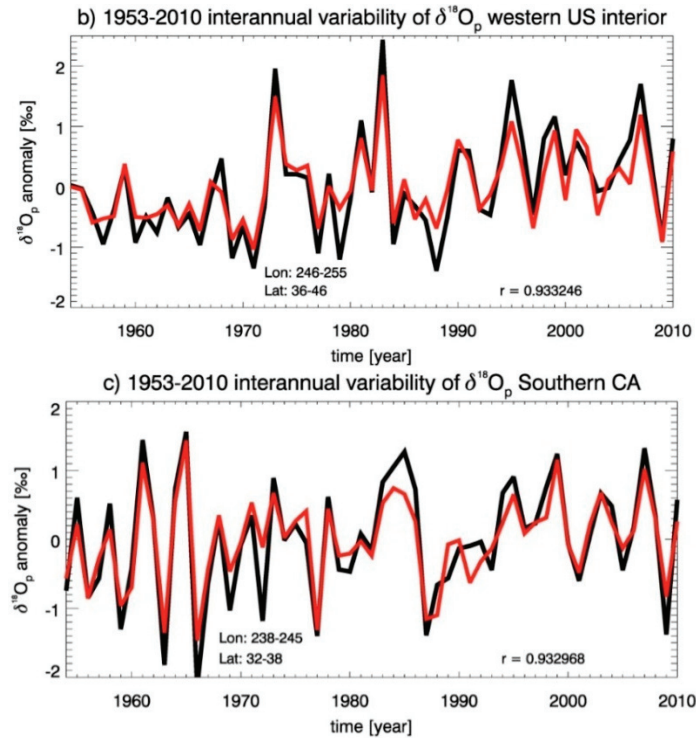 b) 1953-2010 interannual variability of δ¹⁸Oₚ western US interior
2
1
0
-1
-2
δ¹⁸Oₚ anomaly [‰]
Lon: 246-255
Lat: 36-46
r = 0.933246
1960 1970 1980 1990 2000 2010
time [year]
c) 1953-2010 interannual variability of δ¹⁸Oₚ Southern CA
2
1
0
-1
-2
δ¹⁸Oₚ anomaly [‰]
Lon: 238-245
Lat: 32-38
r = 0.932968
1960 1970 1980 1990 2000 2010
time [year]